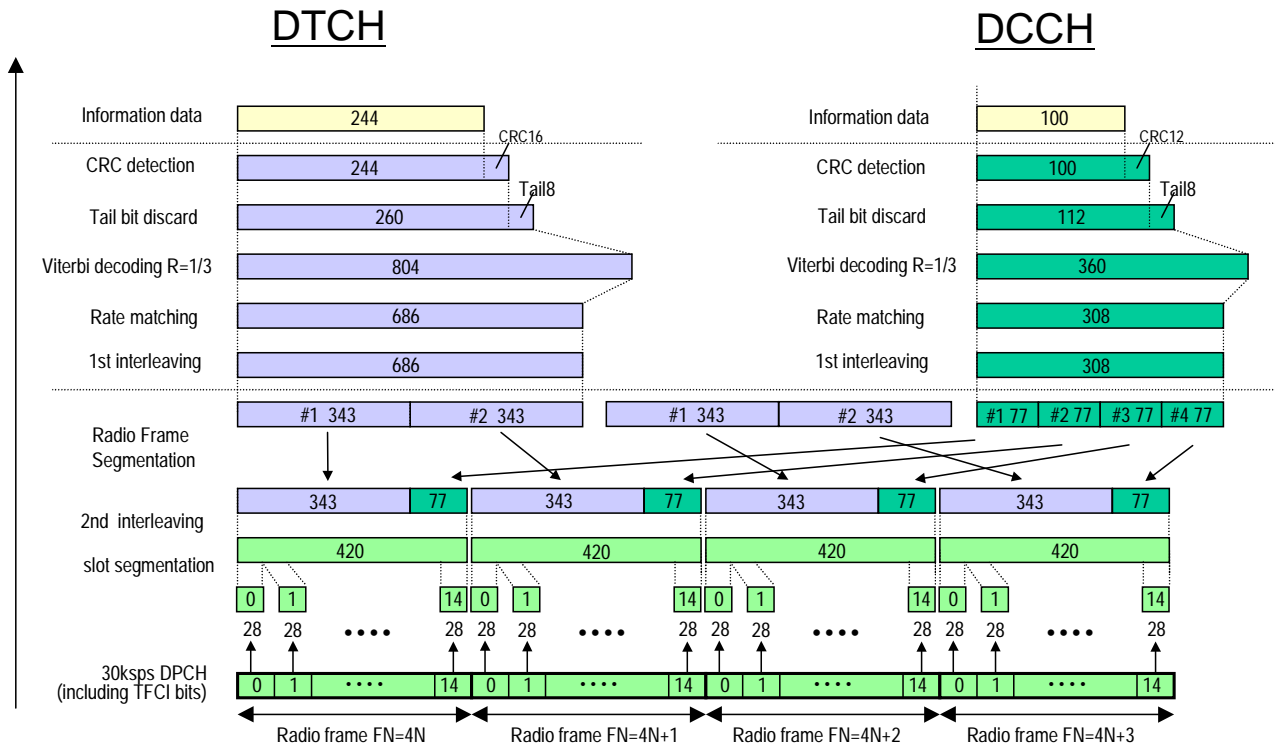 DTCH DCCH
Information data 244 Information data 100
CRC16 CRC12
CRC detection 244 CRC detection 100
Tail8 Tail8
Tail bit discard 260 Tail bit discard 112
Viterbi decoding R=1/3 804 Viterbi decoding R=1/3 360
Rate matching 686 Rate matching 308
1st interleaving 686 1st interleaving 308
#1 343 #2 343 #1 343 #2 343 #1 77 #2 77 #3 77 #4 77
Radio Frame
Segmentation
343 77 343 77 343 77 343 77
2nd interleaving
420 420 420 420
slot segmentation
0 1 14 0 1 14 0 1 14 0 1 14
28 28 •••• 28 28 28 •••• 28 28 28 •••• 28 28 28 •••• 28
30ksps DPCH
(including TFCI bits)
0 1 •••• 14 0 1 •••• 14 0 1 •••• 14 0 1 •••• 14
Radio frame FN=4N Radio frame FN=4N+1 Radio frame FN=4N+2 Radio frame FN=4N+3